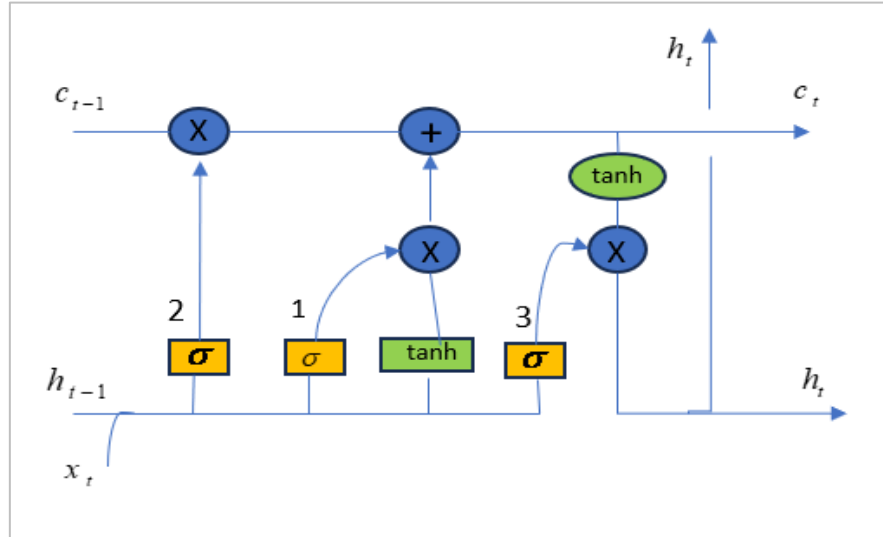 h_t
c_{t-1} X + c_t
tanh
X X
2 1 3
σ σ tanh σ
h_{t-1} h_t
x_t